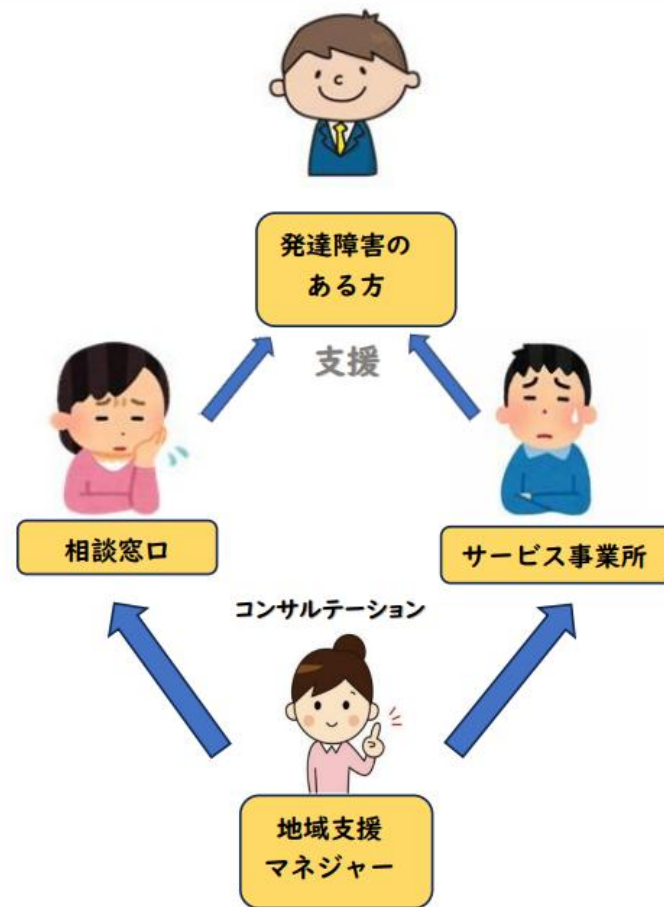 発達障害の
ある方
支援
相談窓口
サービス事業所
コンサルテーション
地域支援
マネジャー